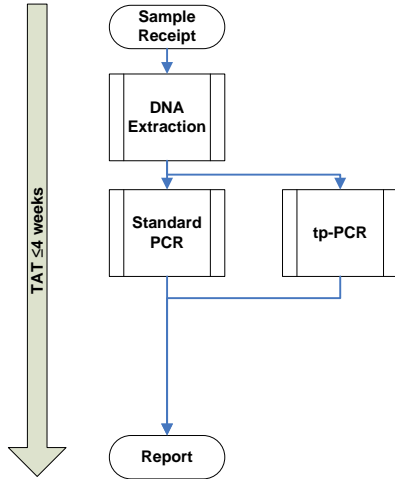 Sample
Receipt
DNA
Extraction
Standard
PCR
tp-PCR
TAT ≤4 weeks
Report